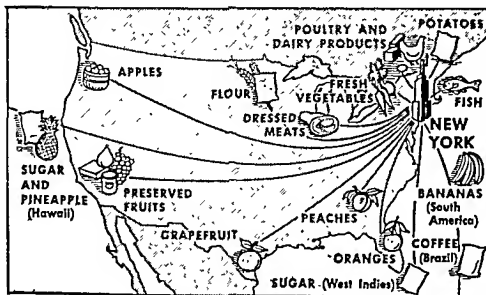 POTATOES
POULTRY AND
DAIRY PRODUCTS
APPLES
FLOUR
FRESH
VEGETABLES
FISH
DRESSED
MEATS
NEW
YORK
SUGAR
AND
PINEAPPLE
(Hawaii)
PRESERVED
FRUITS
BANANAS
(South
America)
PEACHES
GRAPEFRUIT
ORANGES
COFFEE
(Brazil)
SUGAR (West Indies)